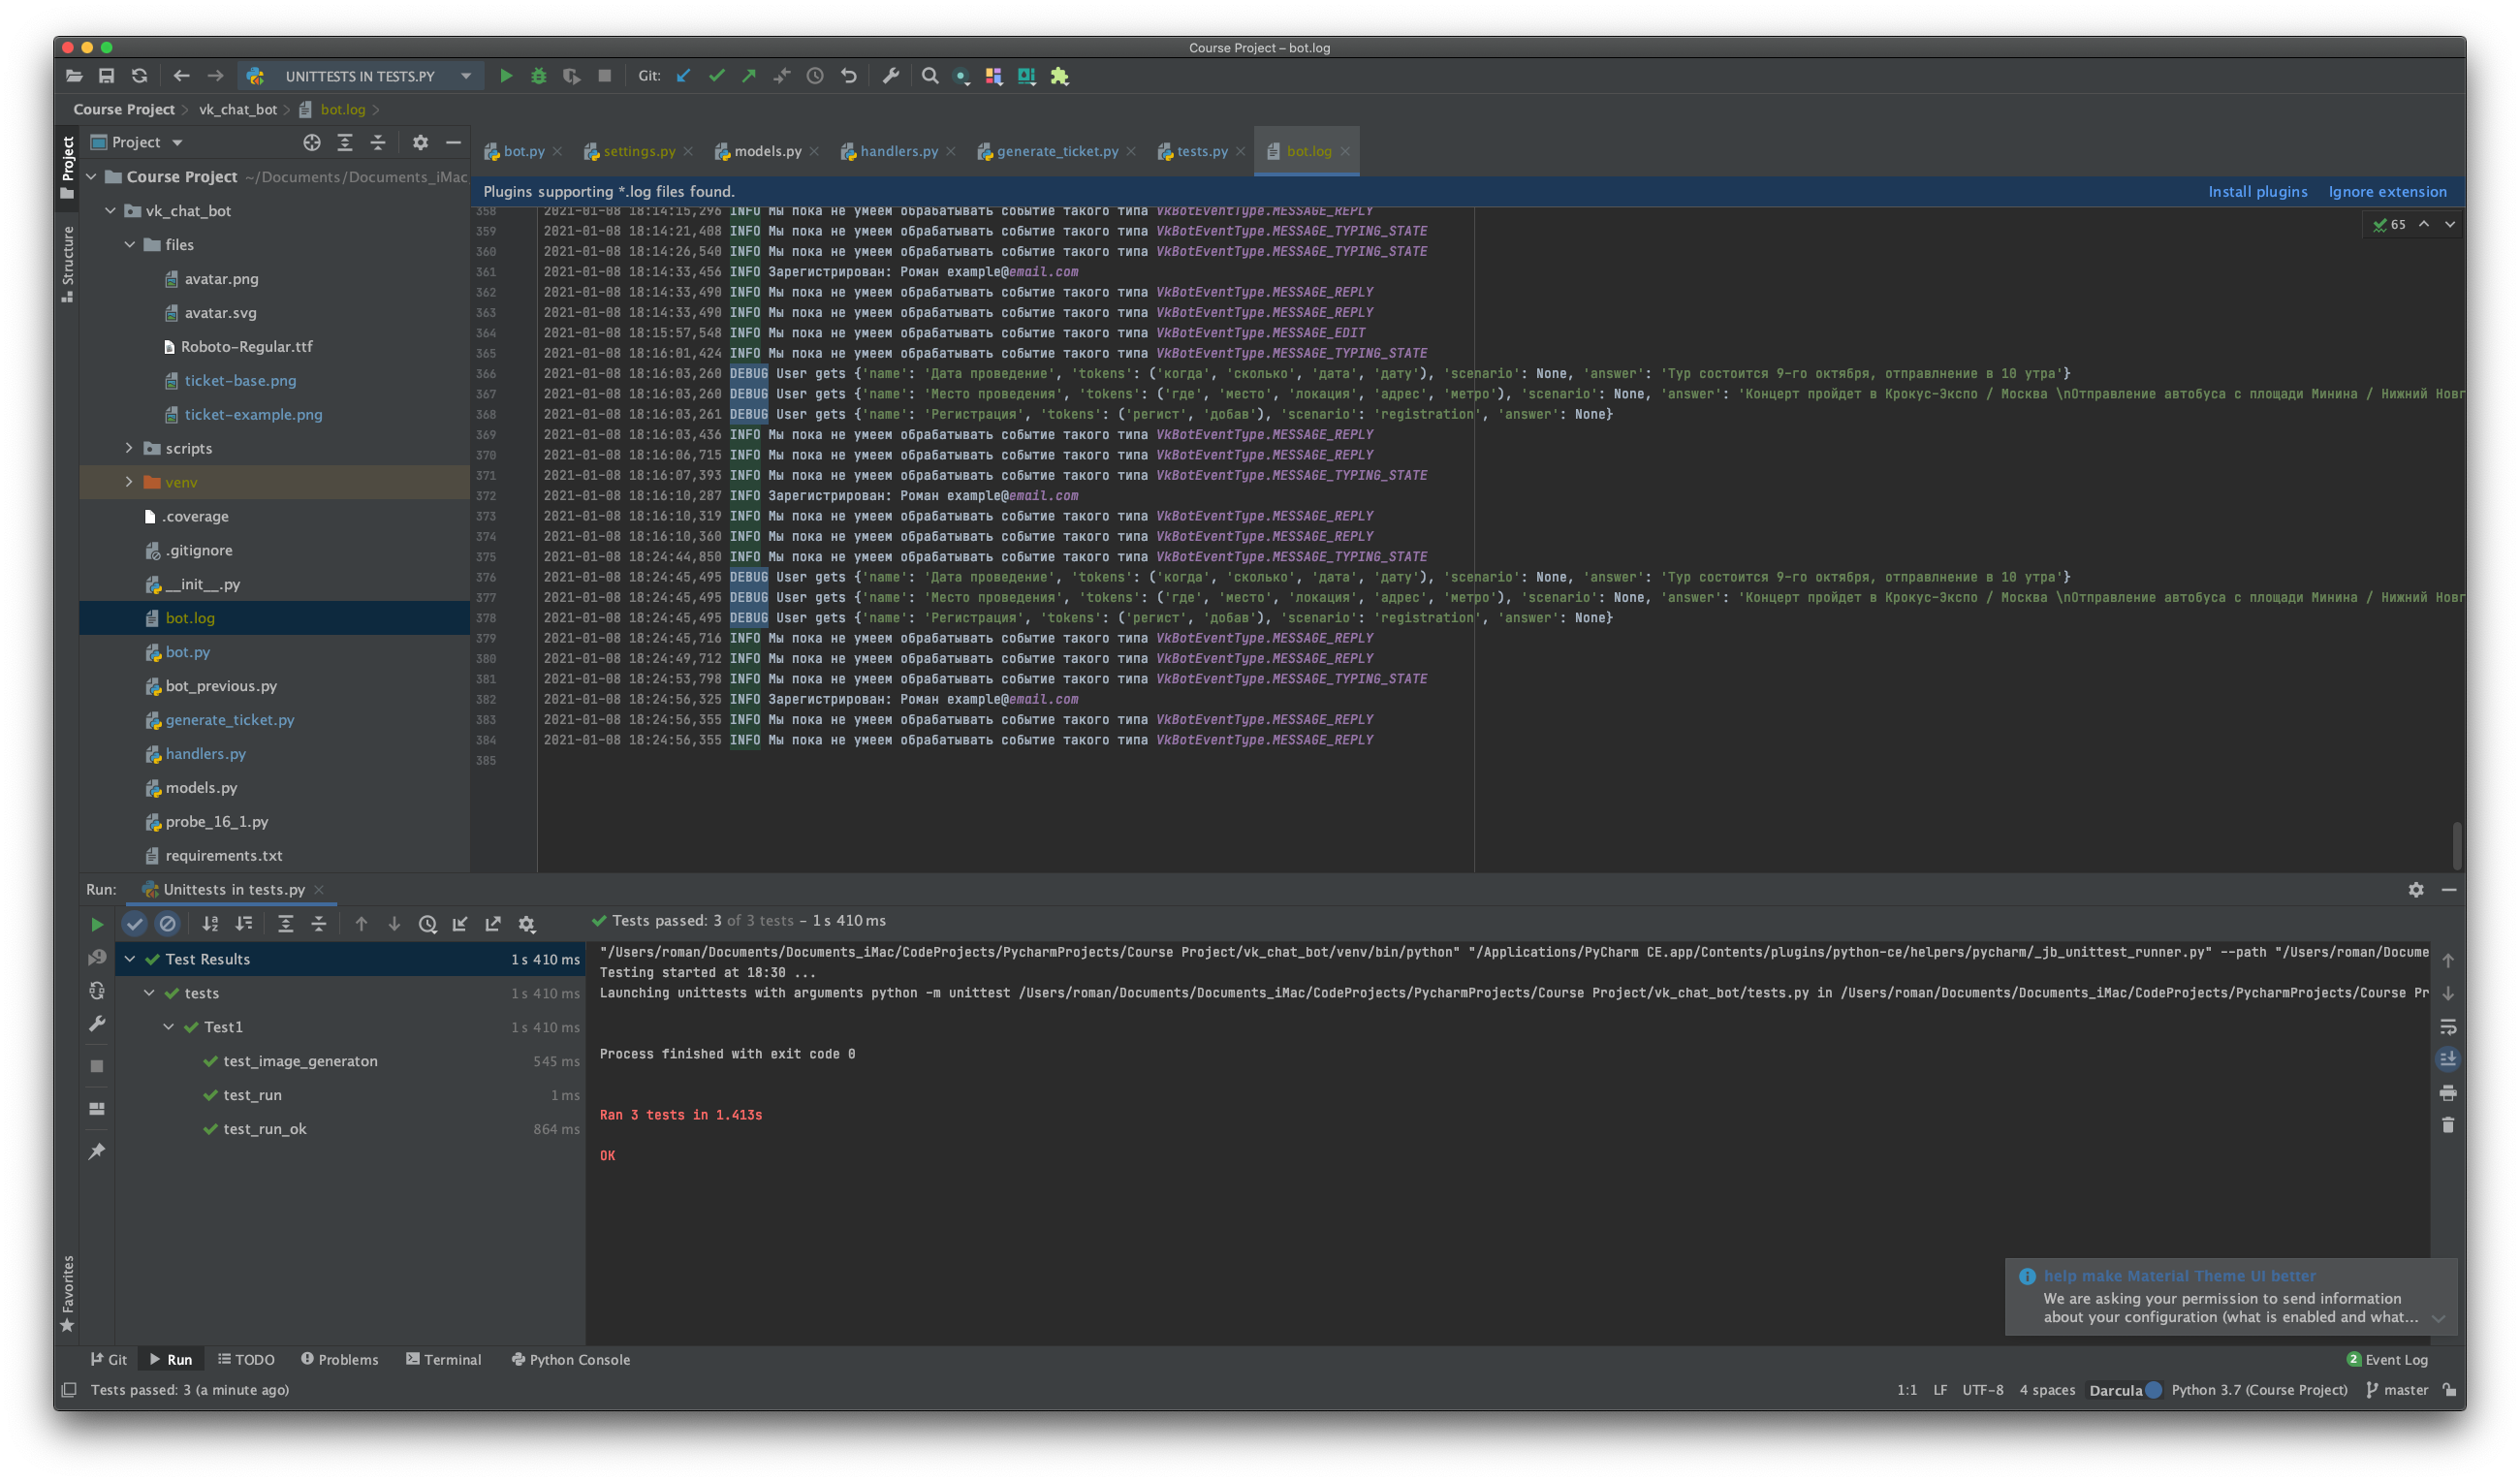 Course Project – bot.log
UNITTESTS IN TESTS.PY
Git:
Course Project
vk_chat_bot
bot.log
Project
Project
Structure
Favorites
bot.py
settings.py
models.py
handlers.py
generate_ticket.py
tests.py
bot.log
Course Project ~/Documents/Documents_iMac
vk_chat_bot
files
avatar.png
avatar.svg
Roboto-Regular.ttf
ticket-base.png
ticket-example.png
scripts
venv
.coverage
.gitignore
__init__.py
bot.log
bot.py
bot_previous.py
generate_ticket.py
handlers.py
models.py
probe_16_1.py
requirements.txt
Plugins supporting *.log files found.
Install plugins
Ignore extension
65
358 2021-01-08 18:14:15,296 INFO Мы пока не умеем обрабатывать событие такого типа VkBotEventType.MESSAGE_REPLY
359 2021-01-08 18:14:21,408 INFO Мы пока не умеем обрабатывать событие такого типа VkBotEventType.MESSAGE_TYPING_STATE
360 2021-01-08 18:14:26,540 INFO Мы пока не умеем обрабатывать событие такого типа VkBotEventType.MESSAGE_TYPING_STATE
361 2021-01-08 18:14:33,456 INFO Зарегистрирован: Роман example@email.com
362 2021-01-08 18:14:33,490 INFO Мы пока не умеем обрабатывать событие такого типа VkBotEventType.MESSAGE_REPLY
363 2021-01-08 18:14:33,490 INFO Мы пока не умеем обрабатывать событие такого типа VkBotEventType.MESSAGE_REPLY
364 2021-01-08 18:15:57,548 INFO Мы пока не умеем обрабатывать событие такого типа VkBotEventType.MESSAGE_EDIT
365 2021-01-08 18:16:01,424 INFO Мы пока не умеем обрабатывать событие такого типа VkBotEventType.MESSAGE_TYPING_STATE
366 2021-01-08 18:16:03,260 DEBUG User gets {'name': 'Дата проведение', 'tokens': ('когда', 'сколько', 'дата', 'дату'), 'scenario': None, 'answer': 'Тур состоится 9-го октября, отправлнение в 10 утра'}
367 2021-01-08 18:16:03,260 DEBUG User gets {'name': 'Место проведения', 'tokens': ('где', 'место', 'локация', 'адрес', 'метро'), 'scenario': None, 'answer': 'Концерт пройдет в Крокус-Экспо / Москва \nОтправление автобуса с площади Минина / Нижний Новг
368 2021-01-08 18:16:03,261 DEBUG User gets {'name': 'Регистрация', 'tokens': ('регист', 'добав'), 'scenario': 'registration', 'answer': None}
369 2021-01-08 18:16:03,436 INFO Мы пока не умеем обрабатывать событие такого типа VkBotEventType.MESSAGE_REPLY
370 2021-01-08 18:16:06,715 INFO Мы пока не умеем обрабатывать событие такого типа VkBotEventType.MESSAGE_REPLY
371 2021-01-08 18:16:07,393 INFO Мы пока не умеем обрабатывать событие такого типа VkBotEventType.MESSAGE_TYPING_STATE
372 2021-01-08 18:16:10,287 INFO Зарегистрирован: Роман example@email.com
373 2021-01-08 18:16:10,319 INFO Мы пока не умеем обрабатывать событие такого типа VkBotEventType.MESSAGE_REPLY
374 2021-01-08 18:16:10,360 INFO Мы пока не умеем обрабатывать событие такого типа VkBotEventType.MESSAGE_REPLY
375 2021-01-08 18:24:44,850 INFO Мы пока не умеем обрабатывать событие такого типа VkBotEventType.MESSAGE_TYPING_STATE
376 2021-01-08 18:24:45,495 DEBUG User gets {'name': 'Дата проведение', 'tokens': ('когда', 'сколько', 'дата', 'дату'), 'scenario': None, 'answer': 'Тур состоится 9-го октября, отправлнение в 10 утра'}
377 2021-01-08 18:24:45,495 DEBUG User gets {'name': 'Место проведения', 'tokens': ('где', 'место', 'локация', 'адрес', 'метро'), 'scenario': None, 'answer': 'Концерт пройдет в Крокус-Экспо / Москва \nОтправление автобуса с площади Минина / Нижний Новг
378 2021-01-08 18:24:45,495 DEBUG User gets {'name': 'Регистрация', 'tokens': ('регист', 'добав'), 'scenario': 'registration', 'answer': None}
379 2021-01-08 18:24:45,716 INFO Мы пока не умеем обрабатывать событие такого типа VkBotEventType.MESSAGE_REPLY
380 2021-01-08 18:24:49,712 INFO Мы пока не умеем обрабатывать событие такого типа VkBotEventType.MESSAGE_REPLY
381 2021-01-08 18:24:53,798 INFO Мы пока не умеем обрабатывать событие такого типа VkBotEventType.MESSAGE_TYPING_STATE
382 2021-01-08 18:24:56,325 INFO Зарегистрирован: Роман example@email.com
383 2021-01-08 18:24:56,355 INFO Мы пока не умеем обрабатывать событие такого типа VkBotEventType.MESSAGE_REPLY
384 2021-01-08 18:24:56,355 INFO Мы пока не умеем обрабатывать событие такого типа VkBotEventType.MESSAGE_REPLY
385
Run:
Unittests in tests.py
Tests passed: 3 of 3 tests – 1 s 410 ms
Test Results 1 s 410 ms
tests 1 s 410 ms
Test1 1 s 410 ms
test_image_generaton 545 ms
test_run 1 ms
test_run_ok 864 ms
"/Users/roman/Documents/Documents_iMac/CodeProjects/PycharmProjects/Course Project/vk_chat_bot/venv/bin/python" "/Applications/PyCharm CE.app/Contents/plugins/python-ce/helpers/pycharm/_jb_unittest_runner.py" --path "/Users/roman/Docume
Testing started at 18:30 ...
Launching unittests with arguments python -m unittest /Users/roman/Documents/Documents_iMac/CodeProjects/PycharmProjects/Course Project/vk_chat_bot/tests.py in /Users/roman/Documents/Documents_iMac/CodeProjects/PycharmProjects/Course Pr
Process finished with exit code 0
Ran 3 tests in 1.413s
OK
help make Material Theme UI better
We are asking your permission to send information
about your configuration (what is enabled and what...
Git
Run
TODO
Problems
Terminal
Python Console
2 Event Log
Tests passed: 3 (a minute ago)
1:1
LF
UTF-8
4 spaces
Darcula
Python 3.7 (Course Project)
master